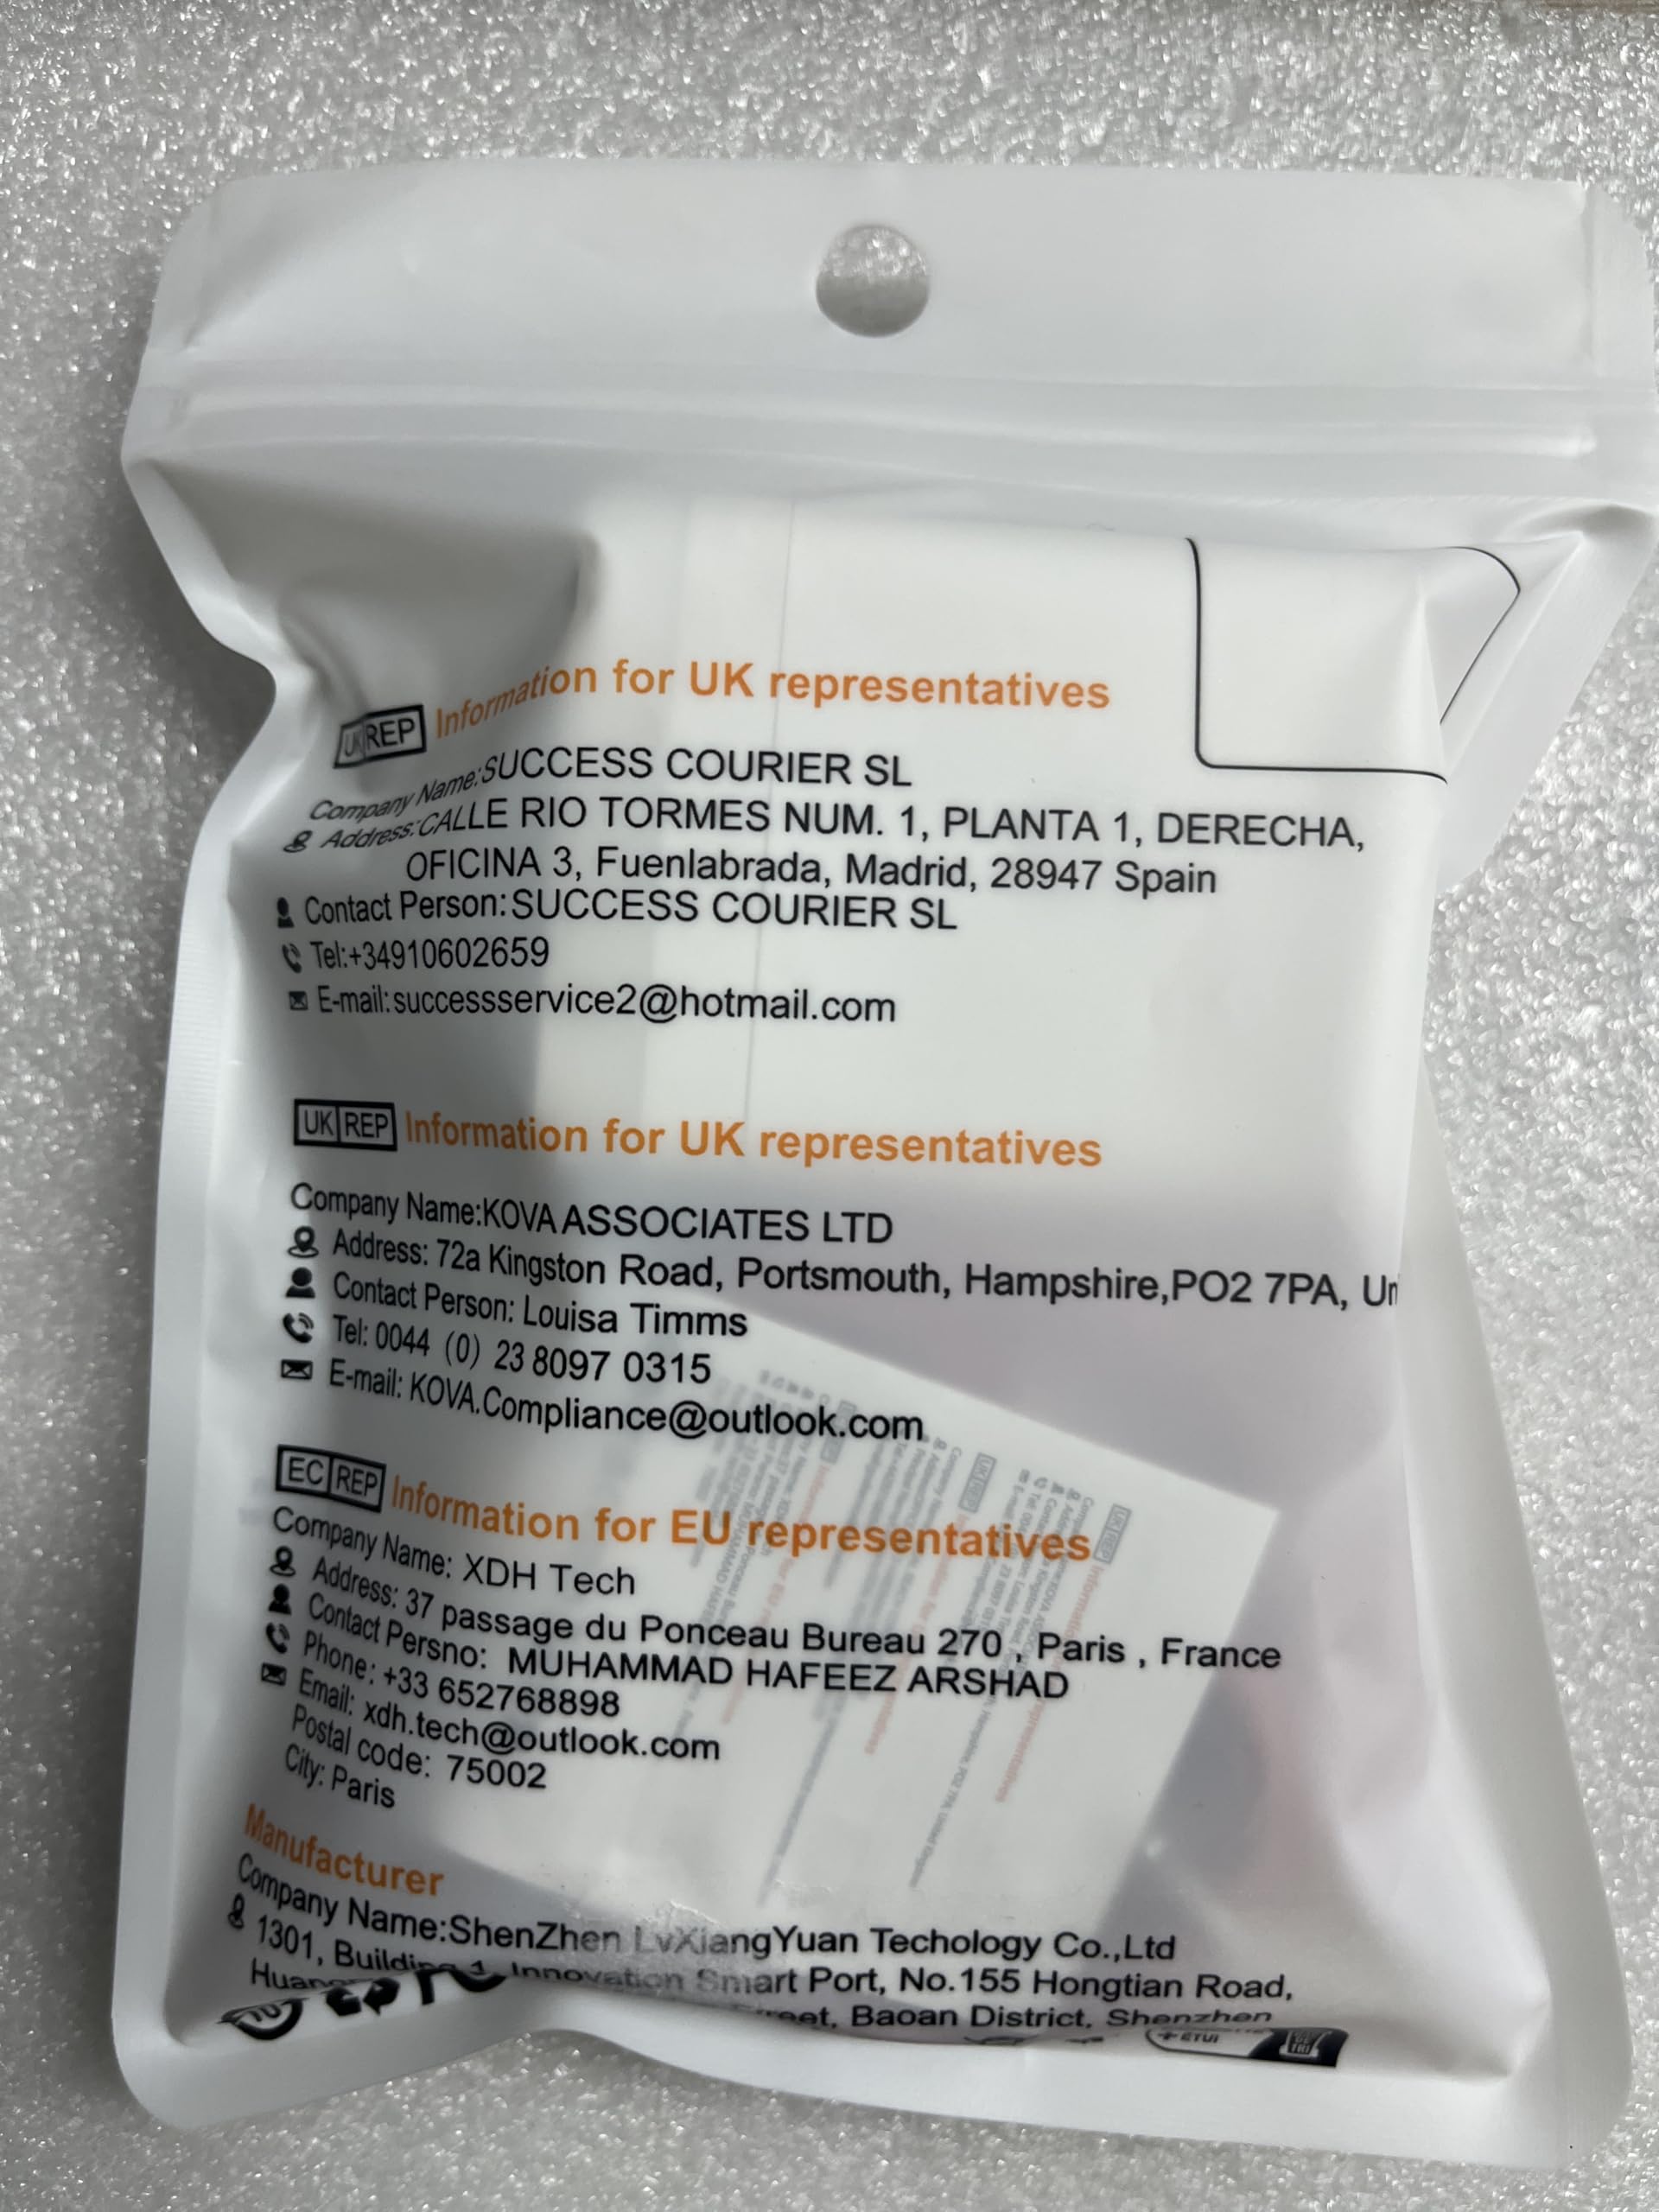 UK REP Information for UK representatives
Company Name:SUCCESS COURIER SL
Address:CALLE RIO TORMES NUM. 1, PLANTA 1, DERECHA,
OFICINA 3, Fuenlabrada, Madrid, 28947 Spain
Contact Person:SUCCESS COURIER SL
Tel:+34910602659
E-mail:successservice2@hotmail.com
UK REP Information for UK representatives
Company Name:KOVA ASSOCIATES LTD
Address: 72a Kingston Road, Portsmouth, Hampshire,PO2 7PA, Un
Contact Person: Louisa Timms
Tel: 0044 (0) 23 8097 0315
E-mail: KOVA.Compliance@outlook.com
EC REP Information for EU representatives
Company Name: XDH Tech
Address: 37 passage du Ponceau Bureau 270 , Paris , France
Contact Persno: MUHAMMAD HAFEEZ ARSHAD
Phone: +33 652768898
Email: xdh.tech@outlook.com
Postal code: 75002
City: Paris
Manufacturer
Company Name:ShenZhen LvXiangYuan Techology Co.,Ltd
1301, Building 1, Innovation Smart Port, No.155 Hongtian Road,
Baoan District, Shenzhen